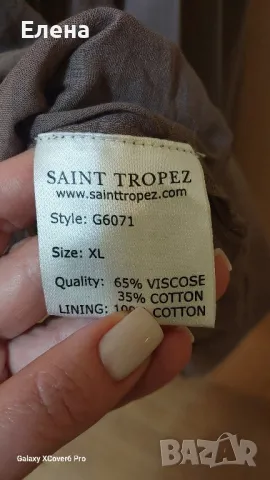 Елена
SAINT TROPEZ
www.sainttropez.com
Style: G6071
Size: XL
Quality: 65% VISCOSE
35% COTTON
LINING: 100% COTTON
Galaxy XCover6 Pro
BAZAR